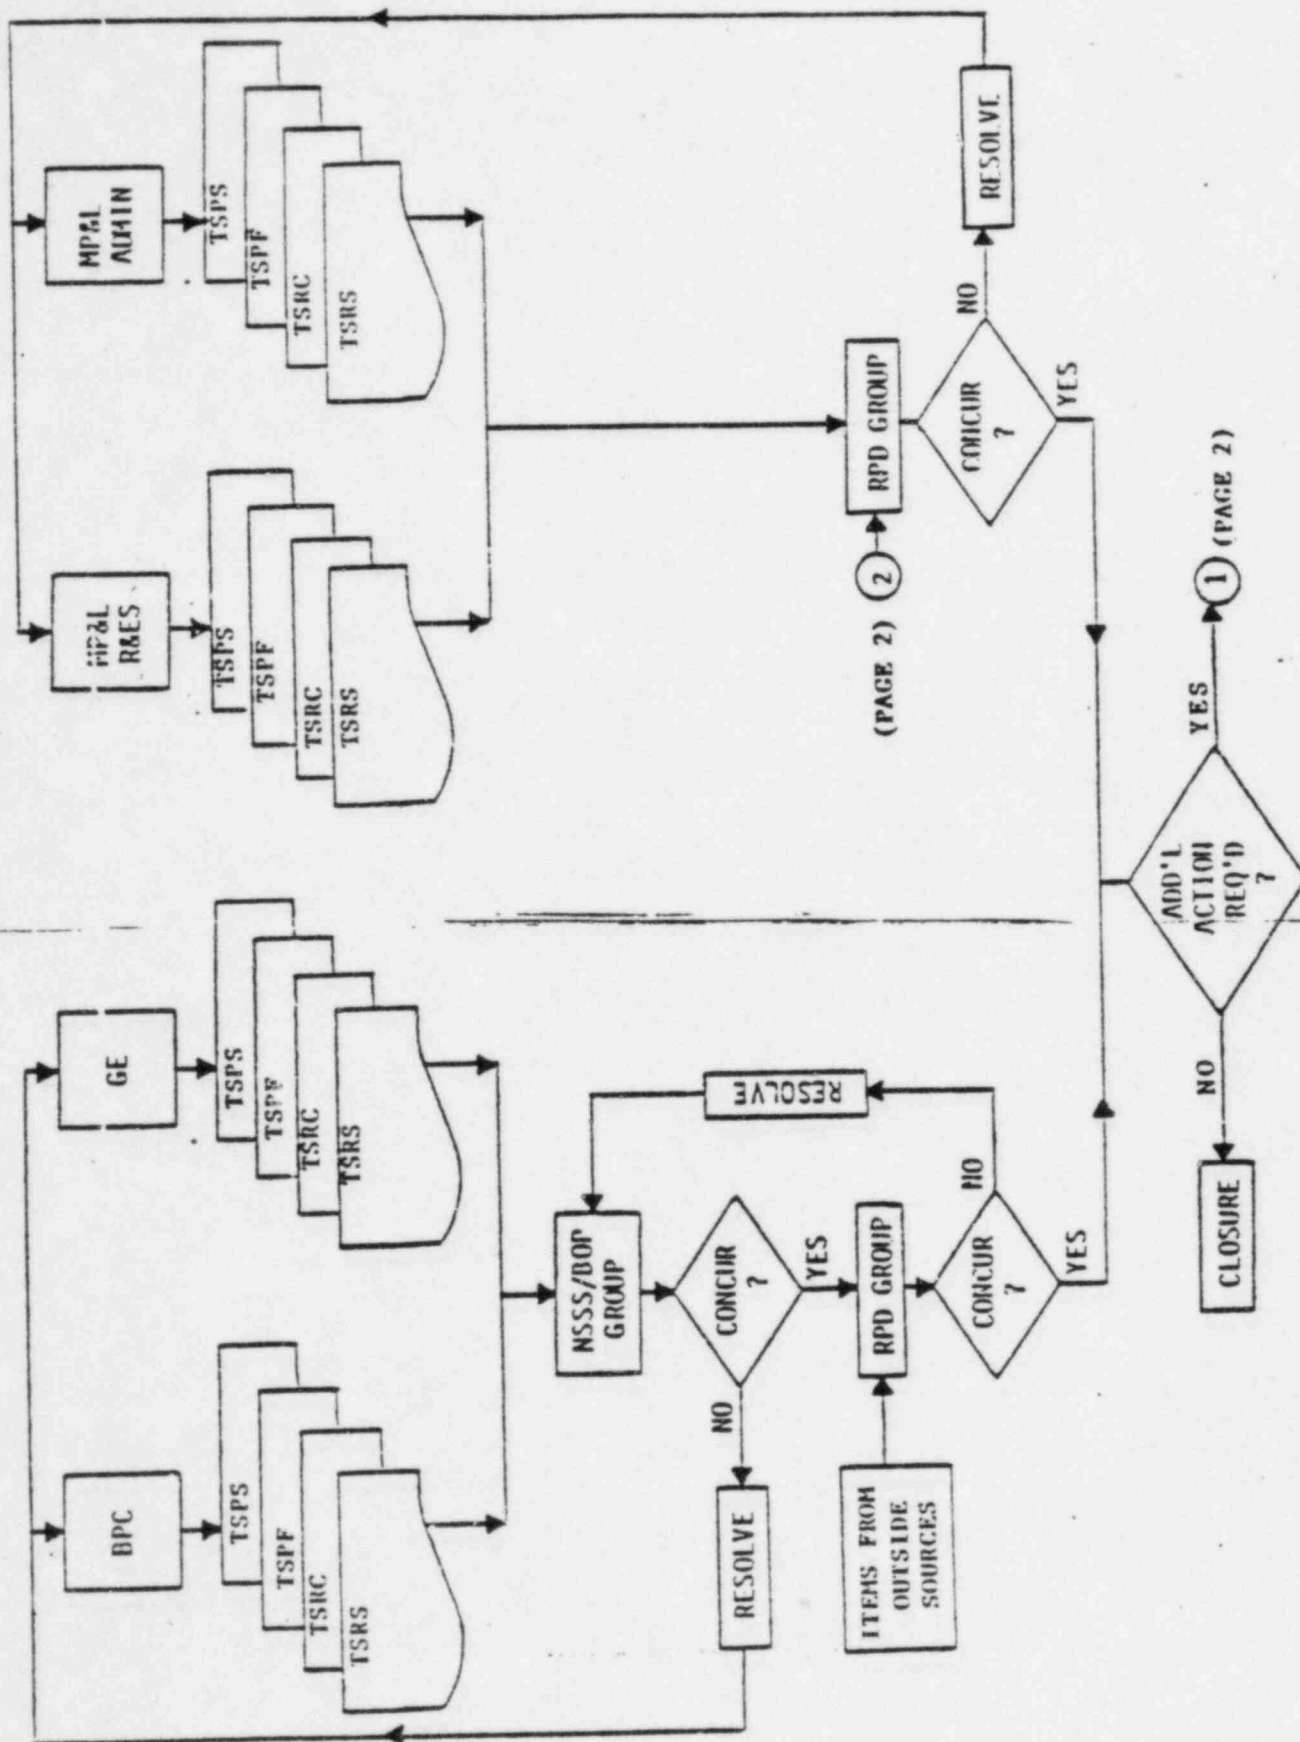 BPC
TSPS
TSPF
TSRC
TSRS
GE
TSPS
TSPF
TSRC
TSRS
MP&L
R&ES
TSPS
TSPF
TSRC
TSRS
MP&L
ADMIN
TSPS
TSPF
TSRC
TSRS
NSSS/BOP
GROUP
RESOLVE
NO
CONCUR
?
YES
RESOLVE
ITEMS FROM
OUTSIDE
SOURCES
RPD GROUP
CONCUR
?
NO
YES
(PAGE 2)
2
RPD GROUP
CONCUR
?
NO
RESOLVE
YES
CLOSURE
NO
ADD'L
ACTION
REQ'D
?
YES
1
(PAGE 2)